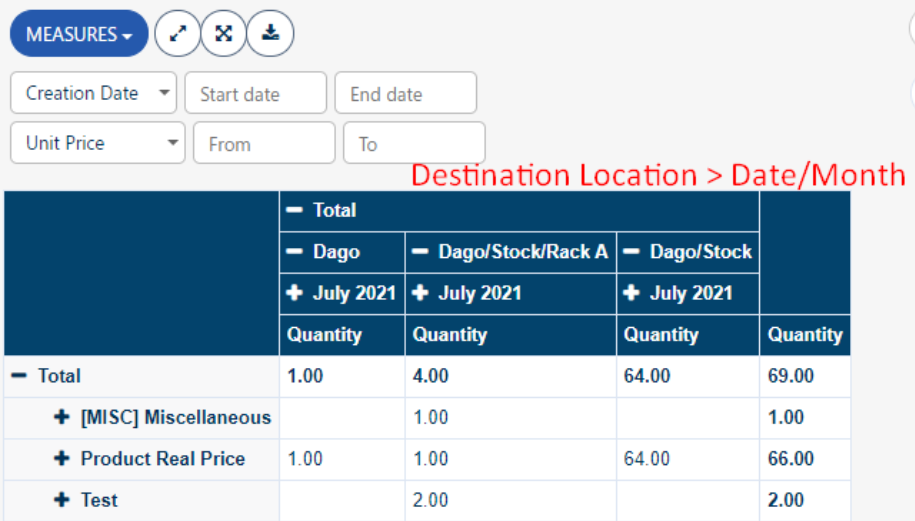 MEASURES
Creation Date Start date End date
Unit Price From To
Destination Location > Date/Month
Total
Dago Dago/Stock/Rack A Dago/Stock
July 2021 July 2021 July 2021
Quantity Quantity Quantity Quantity
Total 1.00 4.00 64.00 69.00
[MISC] Miscellaneous 1.00 1.00
Product Real Price 1.00 1.00 64.00 66.00
Test 2.00 2.00